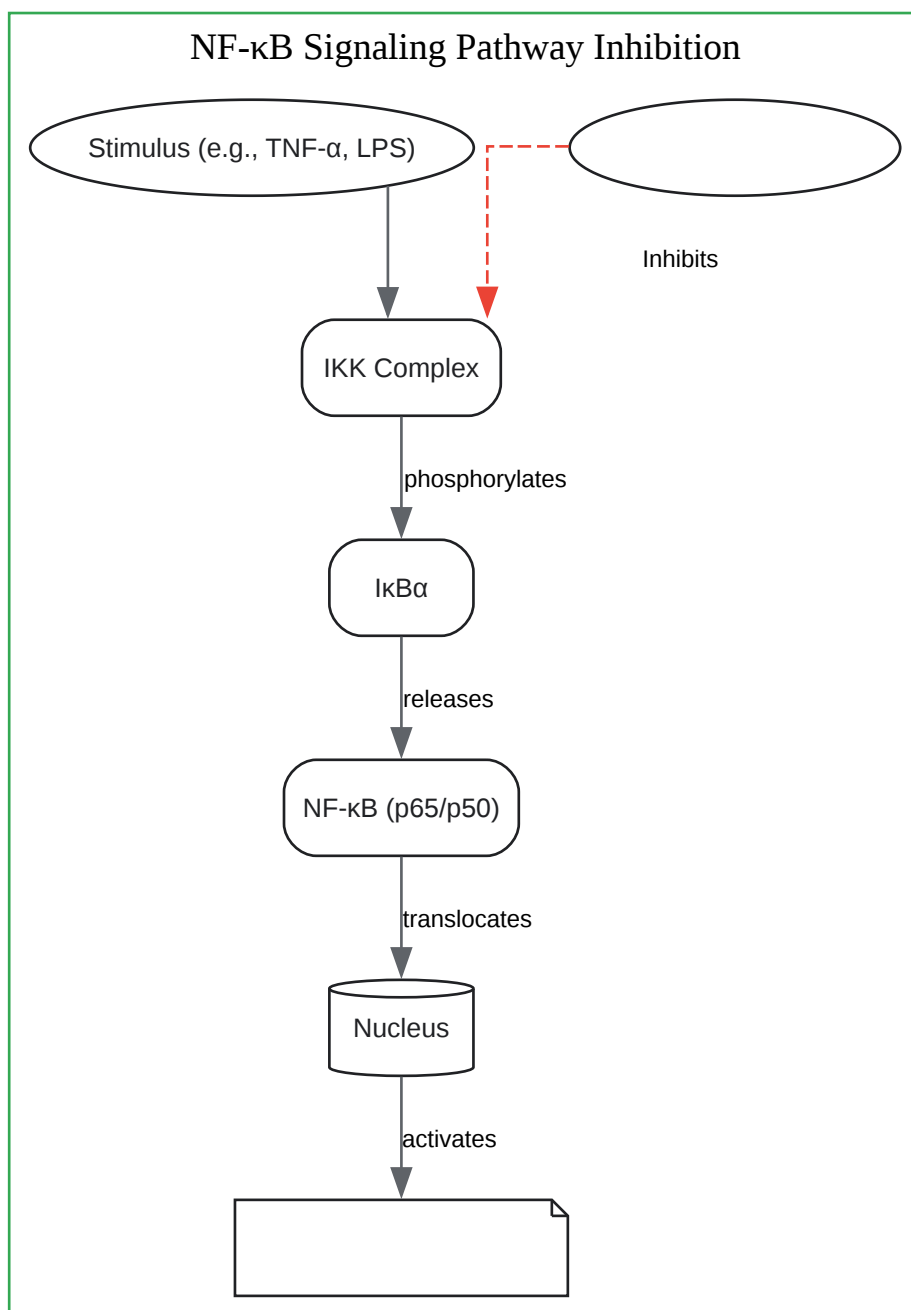 NF-κB Signaling Pathway Inhibition
Stimulus (e.g., TNF-α, LPS)
Inhibits
IKK Complex
phosphorylates
IκBα
releases
NF-κB (p65/p50)
translocates
Nucleus
activates